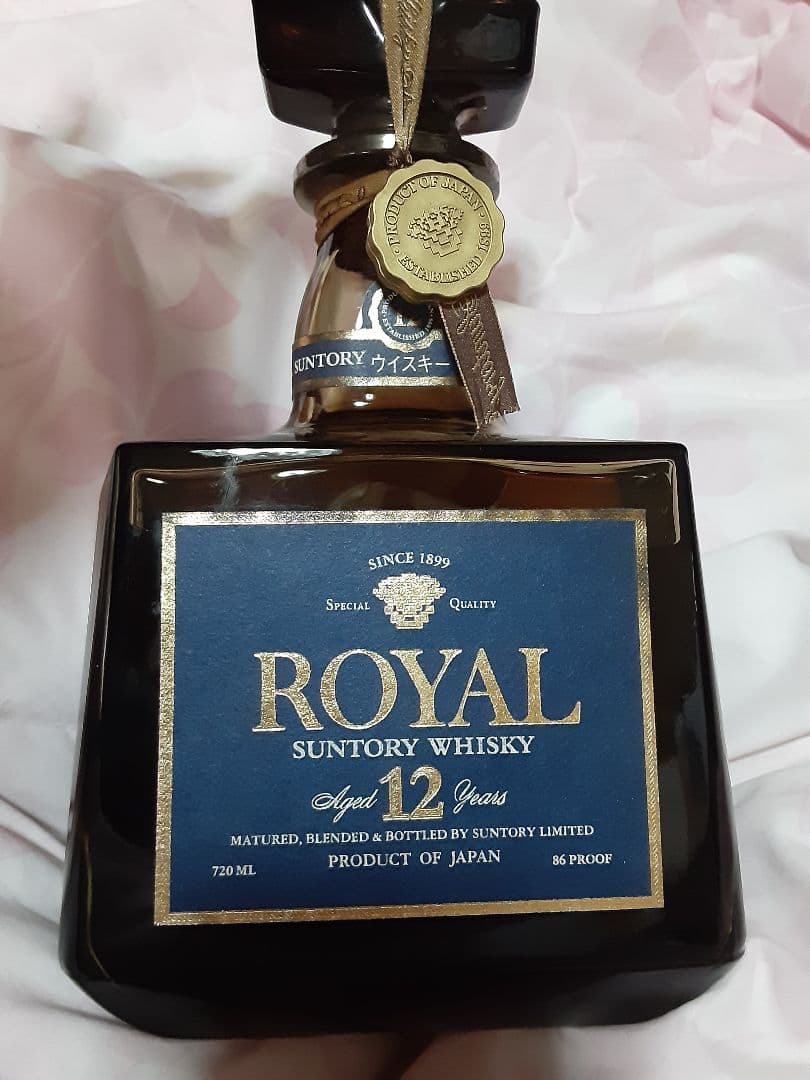 PRODUCT OF JAPAN
ESTABLISHED 1899
SUNTORY ウイスキー
SINCE 1899
SPECIAL QUALITY
ROYAL
SUNTORY WHISKY
Aged 12 Years
MATURED, BLENDED & BOTTLED BY SUNTORY LIMITED
720 ML PRODUCT OF JAPAN 86 PROOF